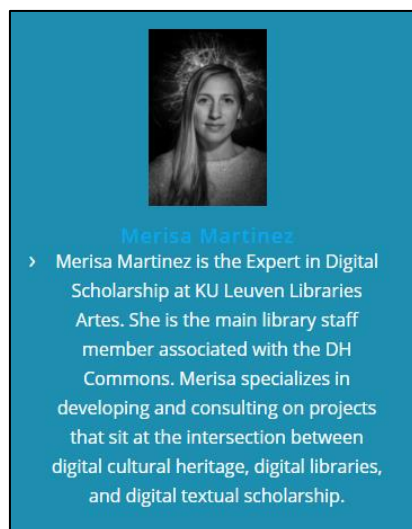 Merisa Martinez
› Merisa Martinez is the Expert in Digital
Scholarship at KU Leuven Libraries
Artes. She is the main library staff
member associated with the DH
Commons. Merisa specializes in
developing and consulting on projects
that sit at the intersection between
digital cultural heritage, digital libraries,
and digital textual scholarship.